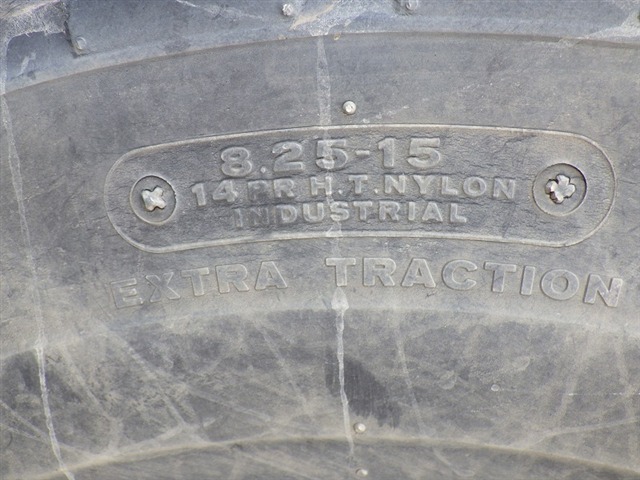 8.25-15
14 PR H.T. NYLON
INDUSTRIAL
EXTRA TRACTION